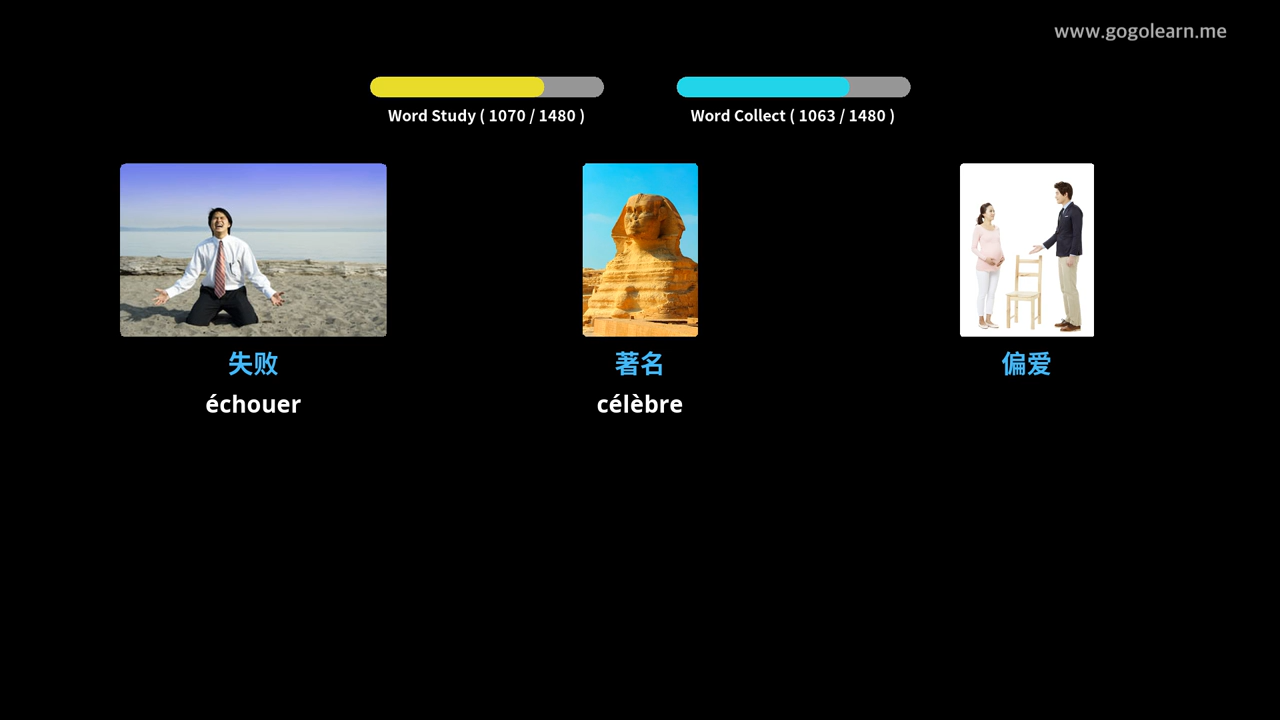 www.gogolearn.me
Word Study ( 1070 / 1480 )
Word Collect ( 1063 / 1480 )
失败
著名
偏爱
échouer
célèbre